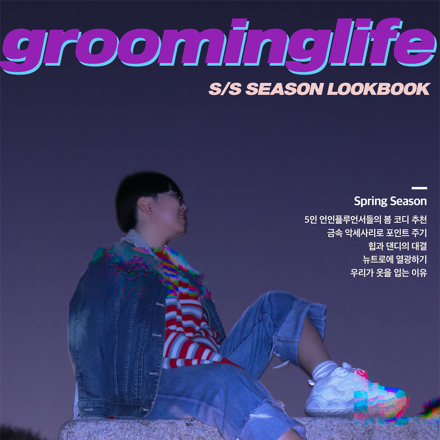 groominglife
S/S SEASON LOOKBOOK
Spring Season
5인 언인플루언서들의 봄 코디 추천
금속 악세사리로 포인트 주기
힙과 댄디의 대결
뉴트로에 열광하기
우리가 옷을 입는 이유